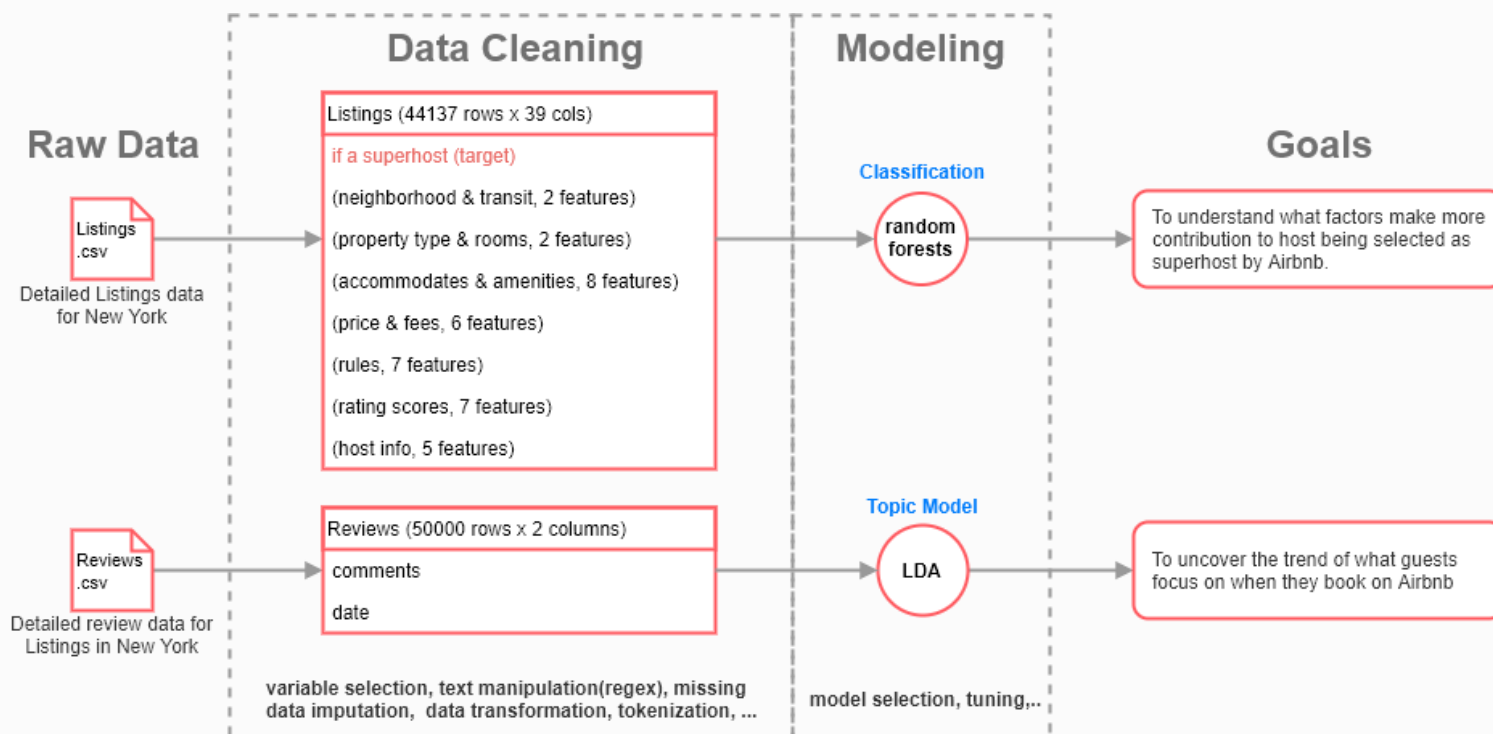 Data Cleaning
Modeling
Raw Data
Goals
Listings
.csv
Detailed Listings data
for New York
Listings (44137 rows x 39 cols)
if a superhost (target)
(neighborhood & transit, 2 features)
(property type & rooms, 2 features)
(accommodates & amenities, 8 features)
(price & fees, 6 features)
(rules, 7 features)
(rating scores, 7 features)
(host info, 5 features)
Classification
random
forests
To understand what factors make more
contribution to host being selected as
superhost by Airbnb.
Reviews
.csv
Detailed review data for
Listings in New York
Reviews (50000 rows x 2 columns)
comments
date
Topic Model
LDA
To uncover the trend of what guests
focus on when they book on Airbnb
variable selection, text manipulation(regex), missing
data imputation,  data transformation, tokenization, ...
model selection, tuning,..